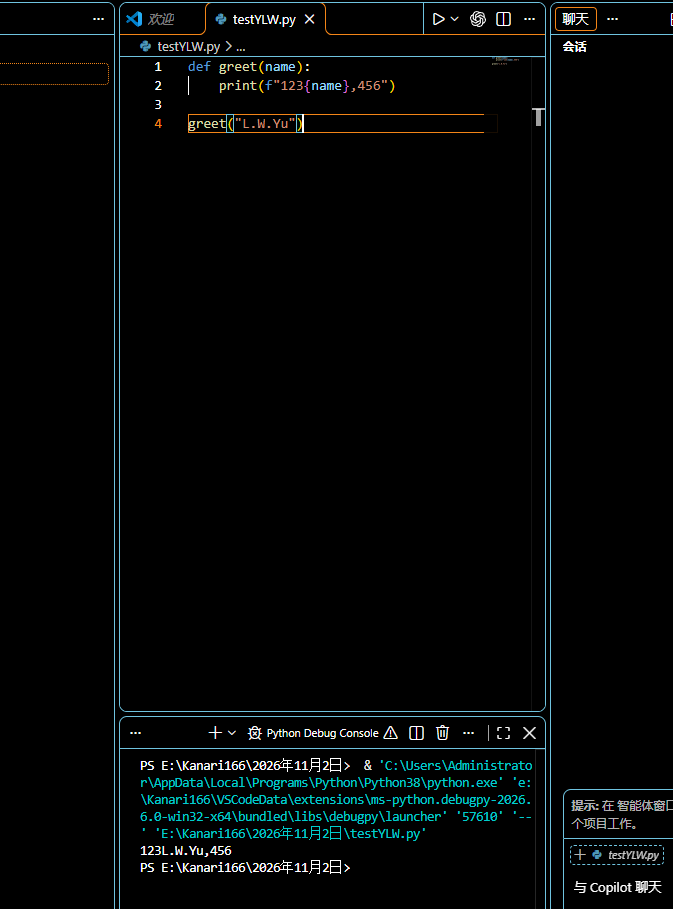 欢迎
testYLW.py
testYLW.py > ...
1 def greet(name):
2     print(f"123{name},456")
3
4 greet("L.W.Yu")
Python Debug Console
PS E:\Kanari166\2026年11月2日>  & 'C:\Users\Administrato
r\AppData\Local\Programs\Python\Python38\python.exe' 'e:
\Kanari166\VSCodeData\extensions\ms-python.debugpy-2026.
6.0-win32-x64\bundled\libs\debugpy\launcher' '57610' '--
' 'E:\Kanari166\2026年11月2日\testYLW.py'
123L.W.Yu,456
PS E:\Kanari166\2026年11月2日>
聊天
会话
提示: 在 智能体窗口
个项目工作。
testYLW.py
与 Copilot 聊天